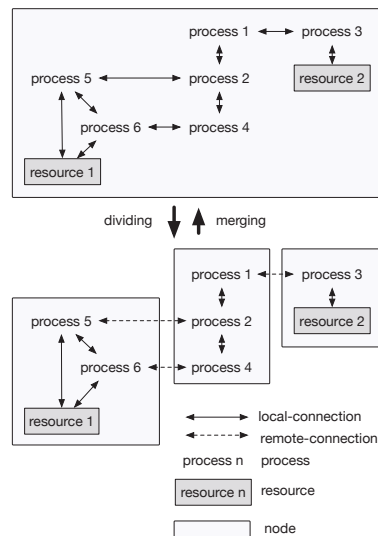 process 1 process 3
process 5 process 2 resource 2
process 6 process 4
resource 1
dividing merging
process 1 process 3
process 5 process 2 resource 2
process 6 process 4
resource 1
local-connection
remote-connection
process n process
resource n resource
node